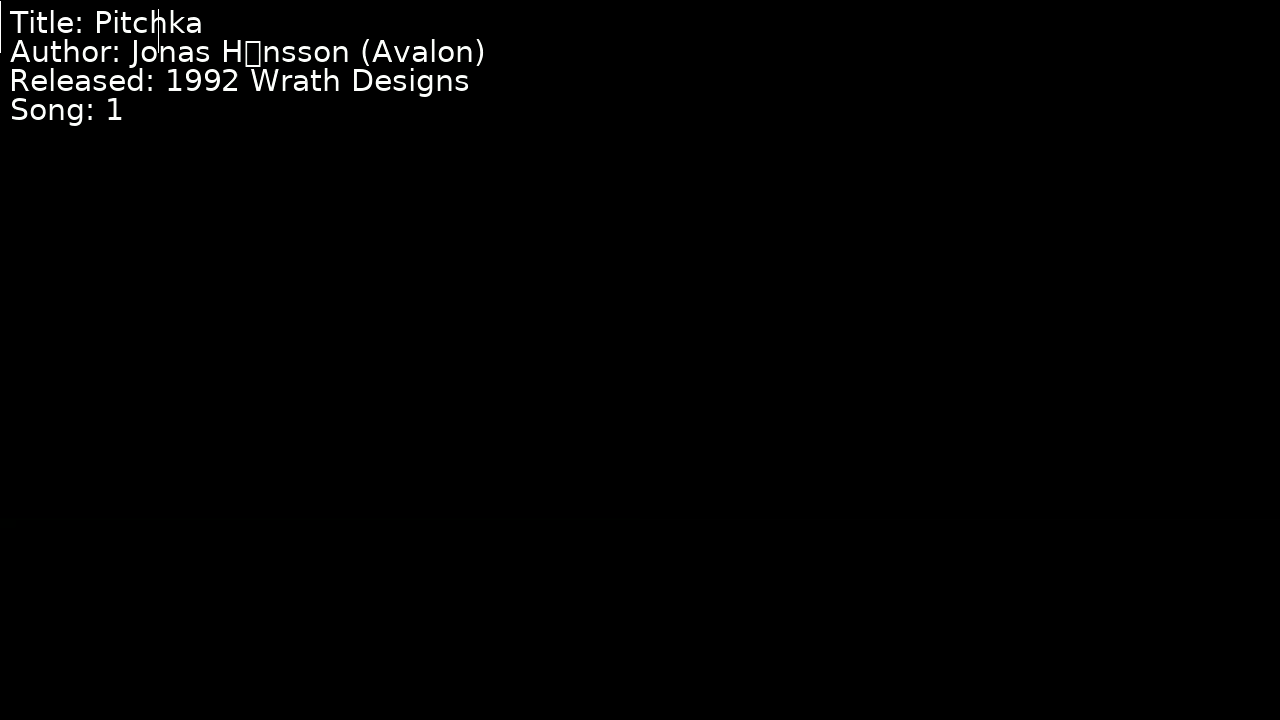 Title: Pitchka
Author: Jonas H▯nsson (Avalon)
Released: 1992 Wrath Designs
Song: 1